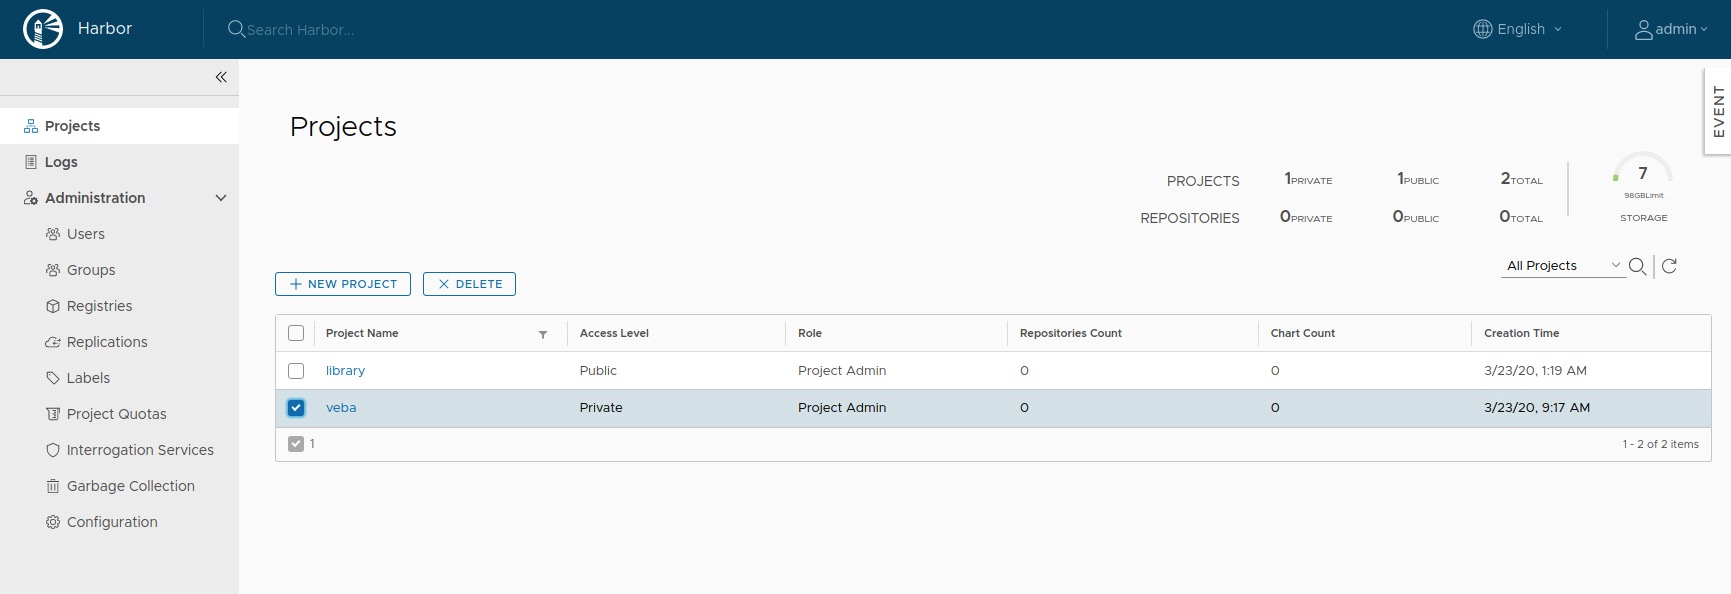 Harbor
Search Harbor...
English
admin
EVENT
Projects
Logs
Administration
Users
Groups
Registries
Replications
Labels
Project Quotas
Interrogation Services
Garbage Collection
Configuration
Projects
PROJECTS 1PRIVATE 1PUBLIC 2TOTAL
REPOSITORIES 0PRIVATE 0PUBLIC 0TOTAL
7
98GBLimit
STORAGE
All Projects
NEW PROJECT
DELETE
Project Name Access Level Role Repositories Count Chart Count Creation Time
library Public Project Admin 0 0 3/23/20, 1:19 AM
veba Private Project Admin 0 0 3/23/20, 9:17 AM
1
1 - 2 of 2 items